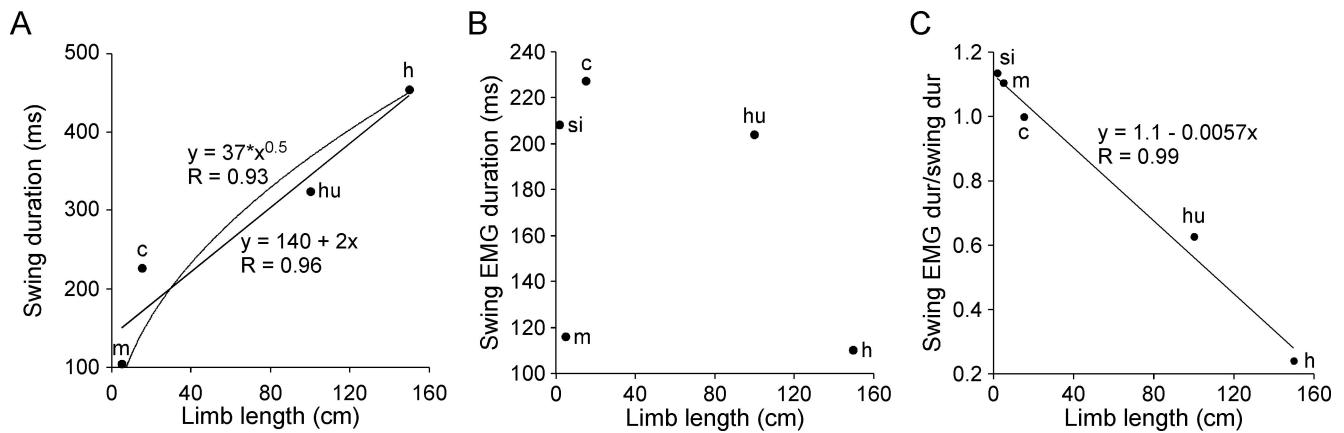 A
Swing duration (ms)
500
400
300
200
100
0
40
80
120
160
Limb length (cm)
h
y = 37*x^0.5
R = 0.93
hu
c
y = 140 + 2x
R = 0.96
m
B
Swing EMG duration (ms)
240
220
200
180
160
140
120
100
0
40
80
120
160
Limb length (cm)
c
si
hu
m
h
C
Swing EMG dur/swing dur
1.2
1.0
0.8
0.6
0.4
0.2
0
40
80
120
160
Limb length (cm)
si
m
c
y = 1.1 - 0.0057x
R = 0.99
hu
h